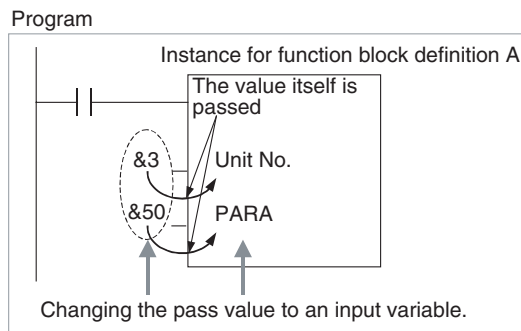 Program
Instance for function block definition A
The value itself is
passed
&3
Unit No.
&50
PARA
Changing the pass value to an input variable.